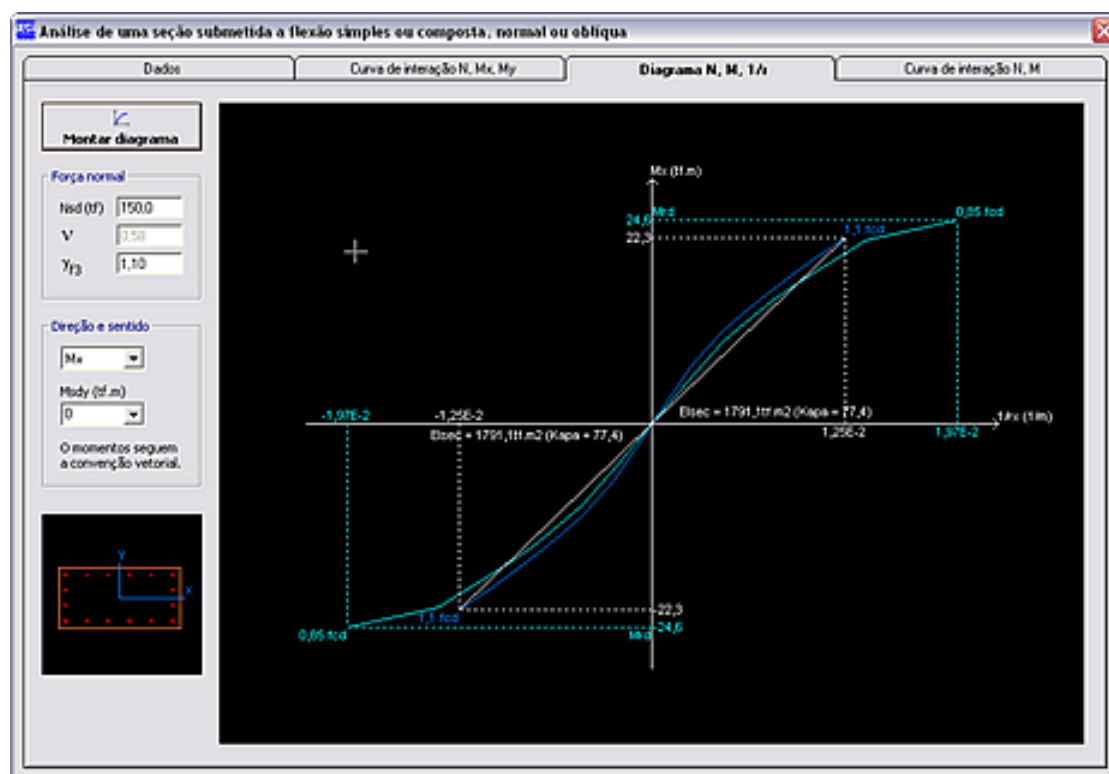 Análise de uma seção submetida a flexão simples ou composta, normal ou oblíqua
Dados
Curva de interação N, Mx, My
Diagrama N, M, 1/r
Curva de interação N, M
Montar diagrama
Força normal
Nsd (tf) 150,0
ν 0,50
γf3 1,10
Direção e sentido
Mx
Msdy (tf.m)
0
O momentos seguem
a convenção vetorial.
Y
X
Mx (tf.m)
Mrd
24,6
0,85.fcd
22,3
1,1.fcd
-1,97E-2
-1,25E-2
EIsec = 1791,1tf.m2 (Kapa = 77,4)
1/rx (1/m)
EIsec = 1791,1tf.m2 (Kapa = 77,4)
1,25E-2
1,97E-2
-22,3
1,1.fcd
-24,6
0,85.fcd
Mrd